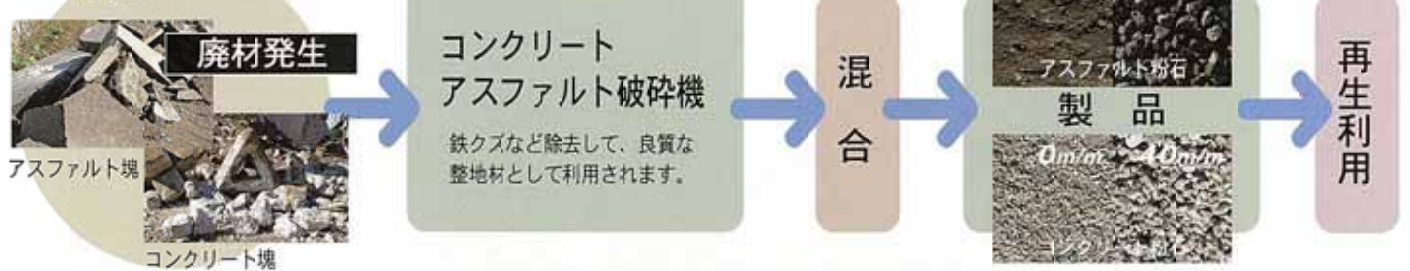 廃材発生
アスファルト塊
コンクリート塊
コンクリート
アスファルト破砕機
鉄クズなど除去して、良質な
整地材として利用されます。
混合
アスファルト粉石
製品
0m/m 40m/m
再生利用